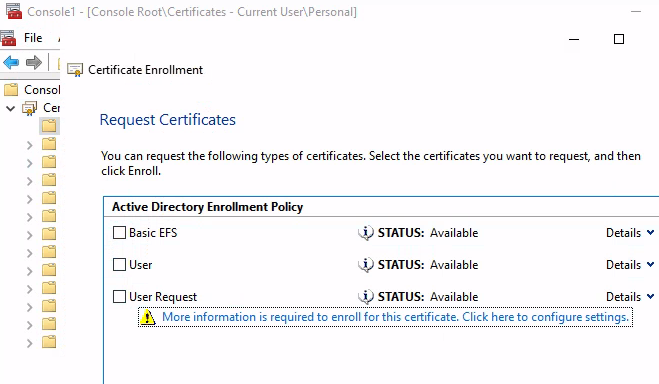 Console1 - [Console Root\Certificates - Current User\Personal]
File
Certificate Enrollment
Request Certificates
You can request the following types of certificates. Select the certificates you want to request, and then
click Enroll.
Active Directory Enrollment Policy
Basic EFS STATUS: Available Details
User STATUS: Available Details
User Request STATUS: Available Details
More information is required to enroll for this certificate. Click here to configure settings.